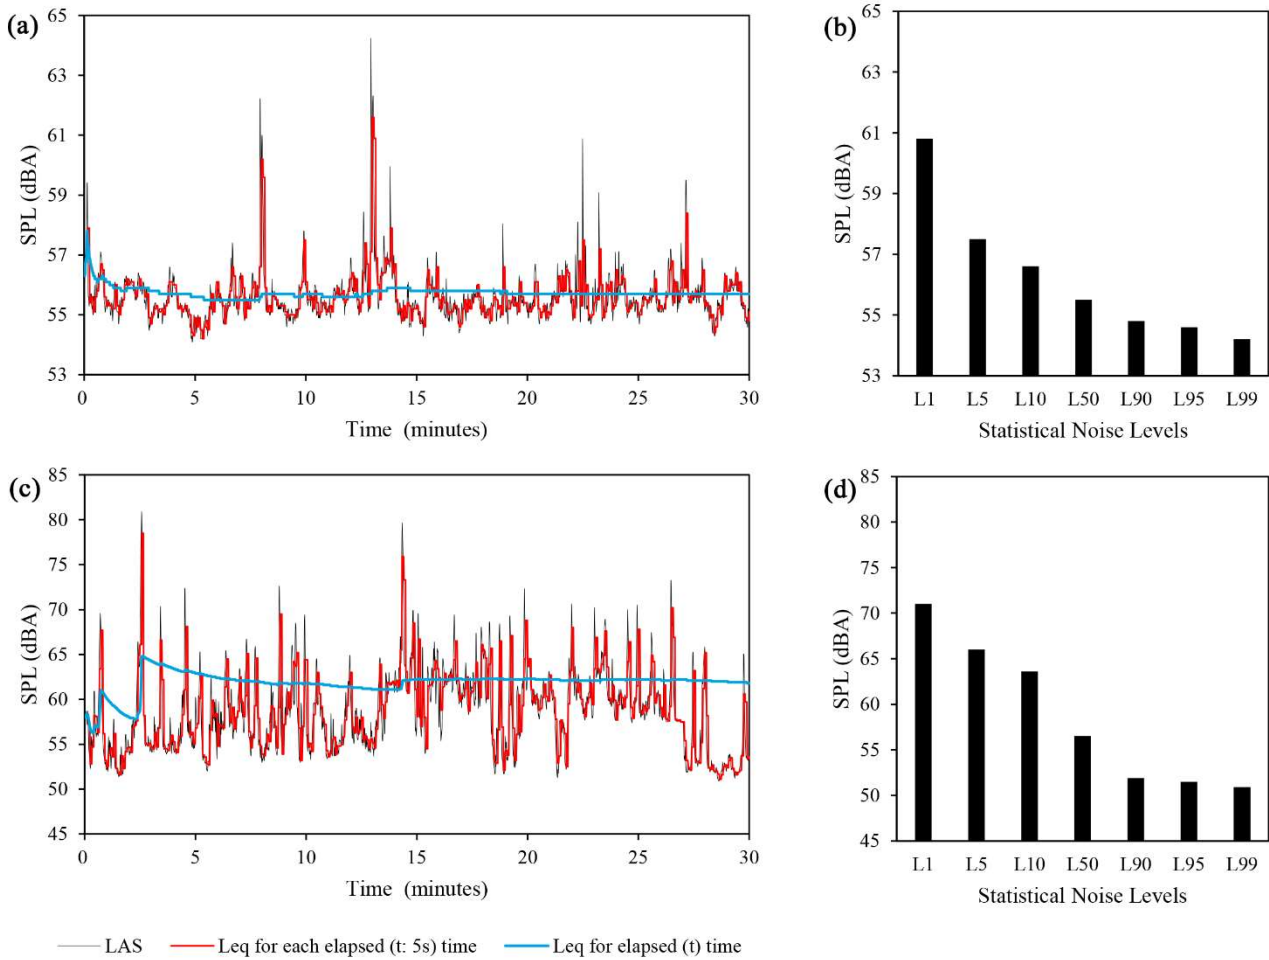 (a)
65
63
61
59
57
55
53
SPL (dBA)
0 5 10 15 20 25 30
Time (minutes)
(b)
65
63
61
59
57
55
53
SPL (dBA)
L1 L5 L10 L50 L90 L95 L99
Statistical Noise Levels
(c)
85
80
75
70
65
60
55
50
45
SPL (dBA)
0 5 10 15 20 25 30
Time (minutes)
(d)
85
80
75
70
65
60
55
50
45
SPL (dBA)
L1 L5 L10 L50 L90 L95 L99
Statistical Noise Levels
LAS Leq for each elapsed (t: 5s) time Leq for elapsed (t) time